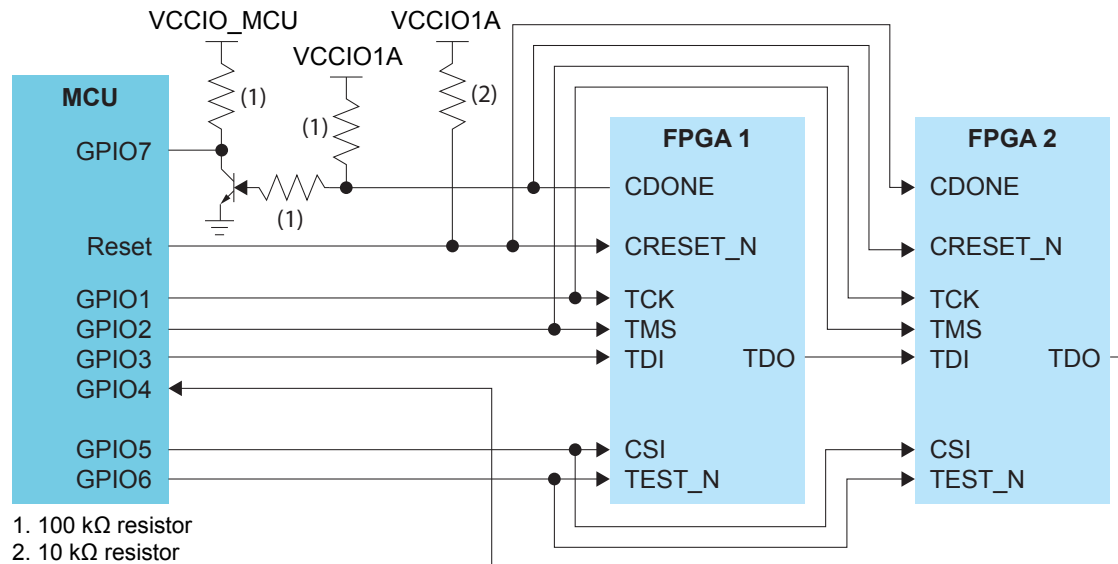 VCCIO_MCU
VCCIO1A
VCCIO1A
(1)
(1)
(2)
(1)
MCU
GPIO7
Reset
GPIO1
GPIO2
GPIO3
GPIO4
GPIO5
GPIO6
FPGA 1
CDONE
CRESET_N
TCK
TMS
TDI
TDO
CSI
TEST_N
FPGA 2
CDONE
CRESET_N
TCK
TMS
TDI
TDO
CSI
TEST_N
1. 100 kΩ resistor
2. 10 kΩ resistor